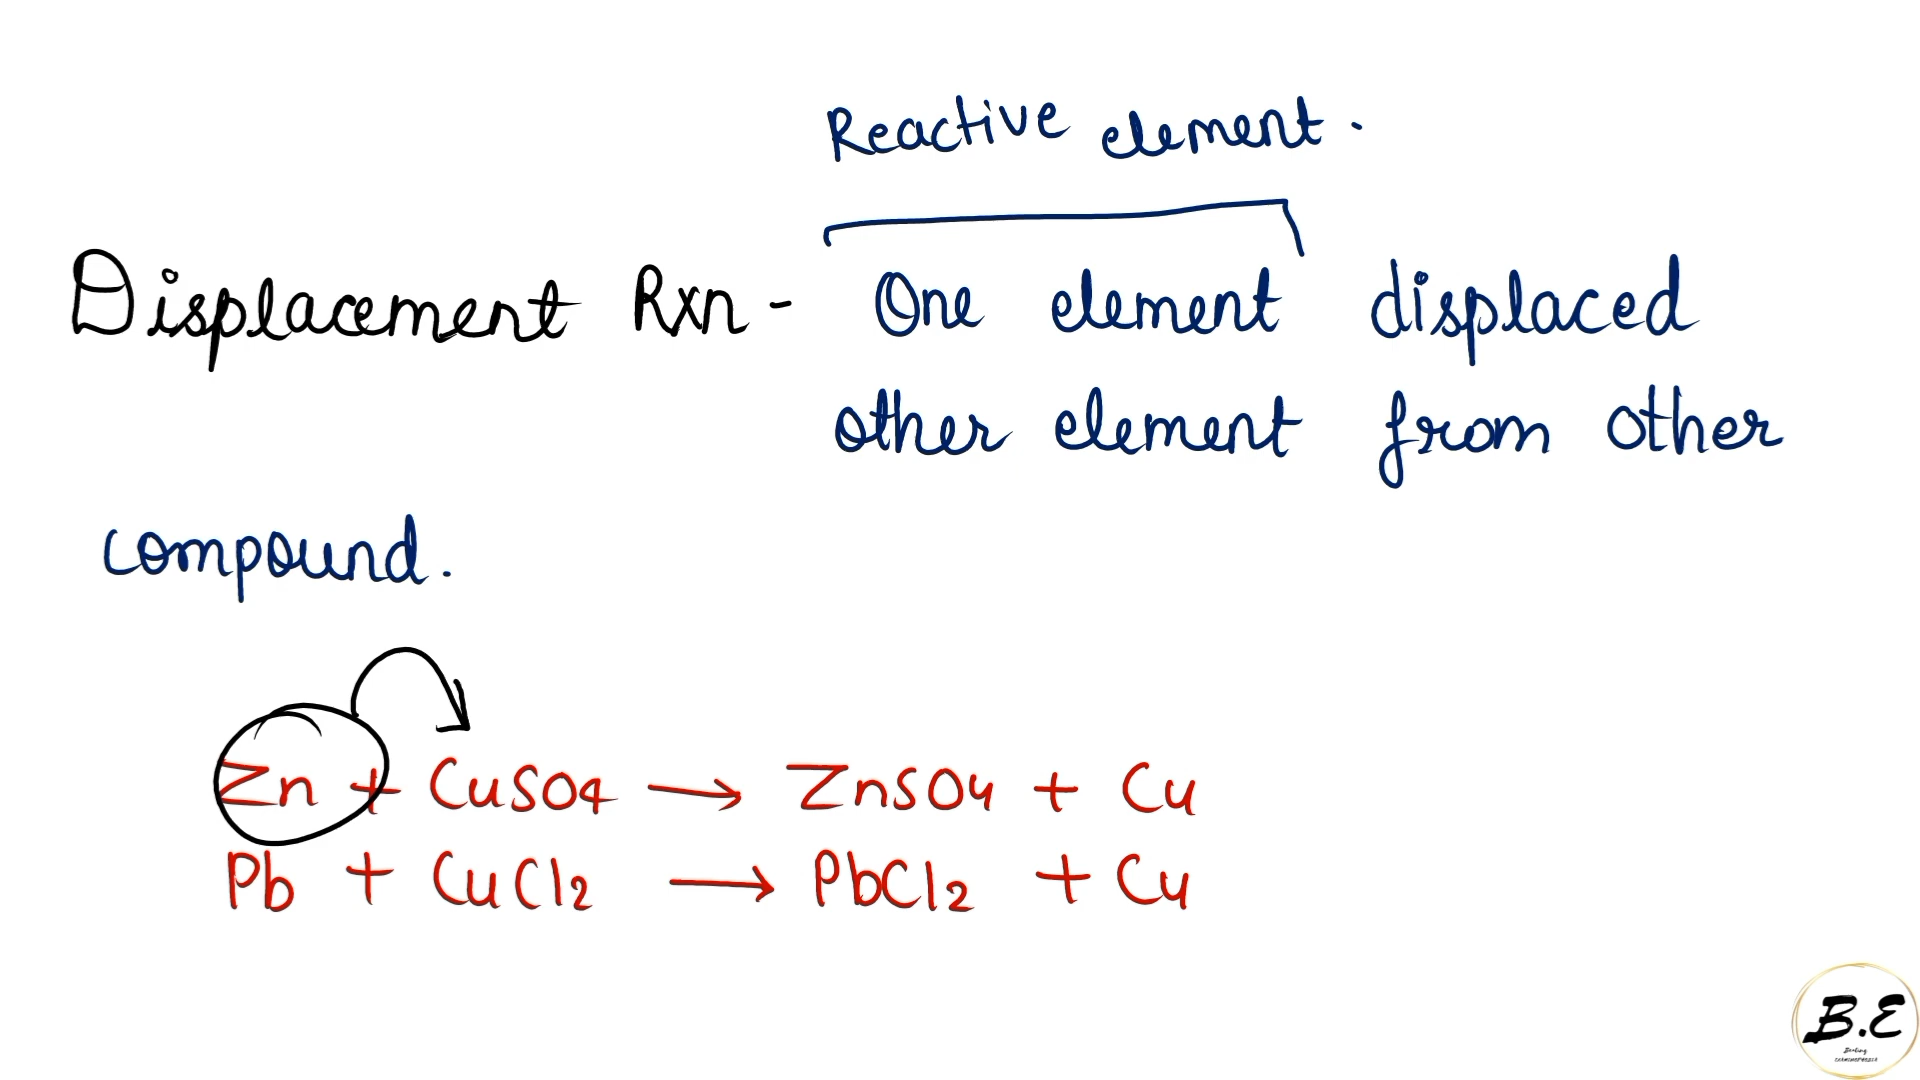 Reactive element.
Displacement Rxn - One element displaced
other element from other
compound.
Zn + CuSO4 → ZnSO4 + Cu
Pb + CuCl2 → PbCl2 + Cu
B.E